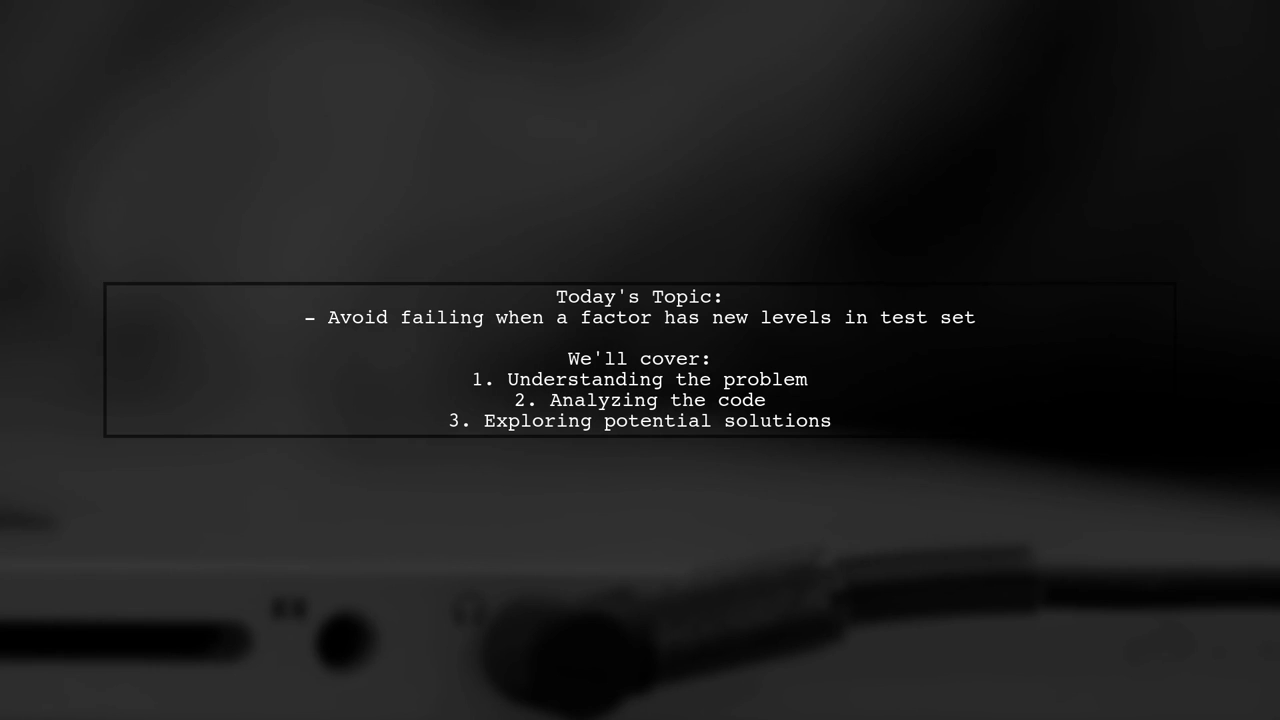 Today's Topic:
– Avoid failing when a factor has new levels in test set
We'll cover:
1. Understanding the problem
2. Analyzing the code
3. Exploring potential solutions